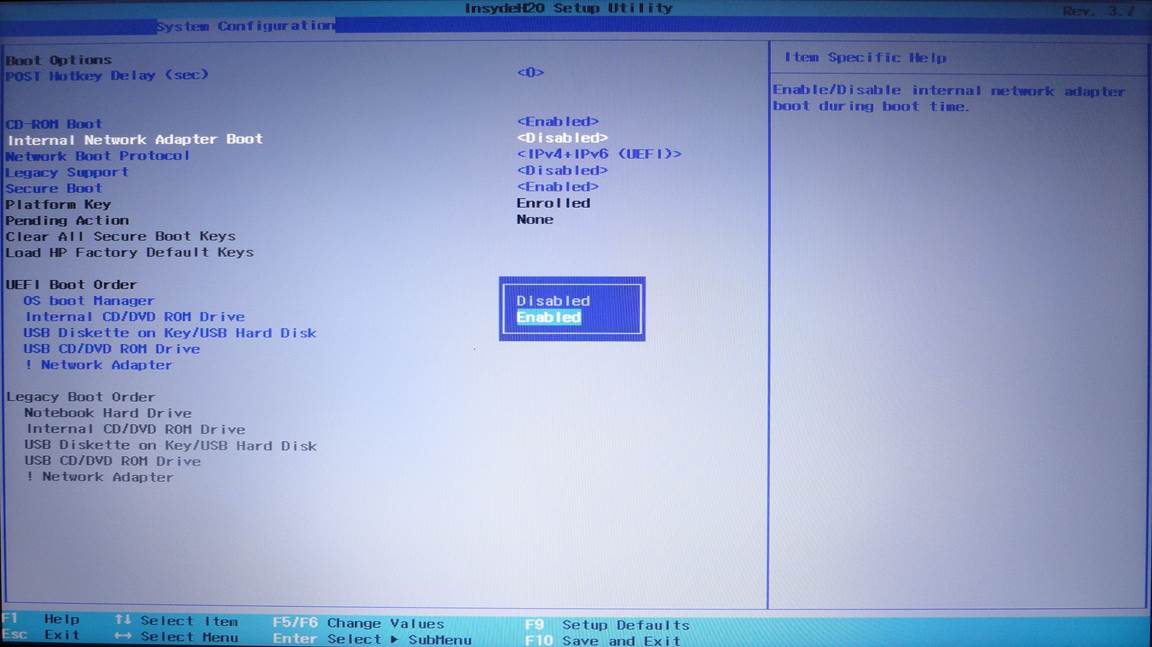 InsydeH20 Setup Utility
Rev. 3.7
System Configuration
Boot Options
POST Hotkey Delay (sec) <0>
CD-ROM Boot <Enabled>
Internal Network Adapter Boot <Disabled>
Network Boot Protocol <IPv4+IPv6 (UEFI)>
Legacy Support <Disabled>
Secure Boot <Enabled>
Platform Key Enrolled
Pending Action None
Clear All Secure Boot Keys
Load HP Factory Default Keys
UEFI Boot Order
OS boot Manager
Internal CD/DVD ROM Drive
USB Diskette on Key/USB Hard Disk
USB CD/DVD ROM Drive
! Network Adapter
Legacy Boot Order
Notebook Hard Drive
Internal CD/DVD ROM Drive
USB Diskette on Key/USB Hard Disk
USB CD/DVD ROM Drive
! Network Adapter
Disabled
Enabled
Item Specific Help
Enable/Disable internal network adapter
boot during boot time.
F1 Help ↑↓ Select Item F5/F6 Change Values F9 Setup Defaults
Esc Exit ↔ Select Menu Enter Select ▶ SubMenu F10 Save and Exit